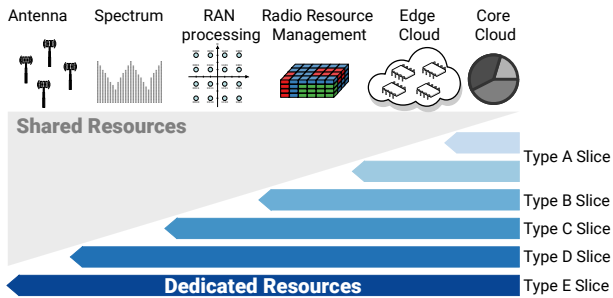 Antenna
Spectrum
RAN
processing
Radio Resource
Management
Edge
Cloud
Core
Cloud
Shared Resources
Type A Slice
Type B Slice
Type C Slice
Type D Slice
Dedicated Resources
Type E Slice